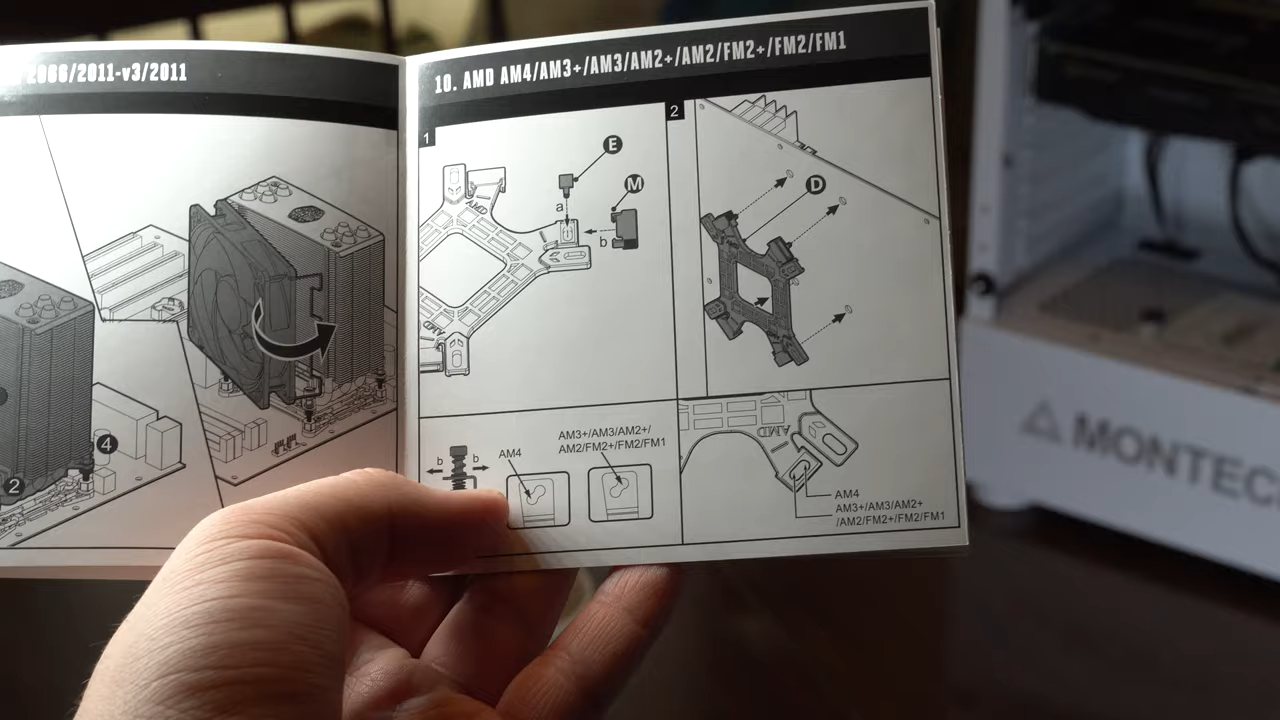 2066/2011-v3/2011
4
2
10. AMD AM4/AM3+/AM3/AM2+/AM2/FM2+/FM2/FM1
1
E
M
a
b
AMD
AMD
2
D
b b
AM4
AM3+/AM3/AM2+/
AM2/FM2+/FM2/FM1
AMD
AM4
AM3+/AM3/AM2+
/AM2/FM2+/FM2/FM1
MONTEC